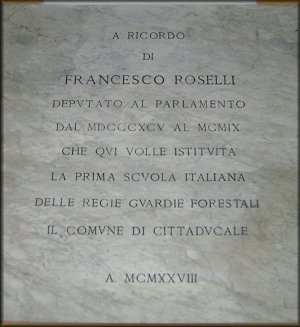 A RICORDO
DI
FRANCESCO ROSELLI
DEPVTATO AL PARLAMENTO
DAL MDCCCXCV AL MCMIX
CHE QVI VOLLE ISTITVITA
LA PRIMA SCVOLA ITALIANA
DELLE REGIE GVARDIE FORESTALI
IL COMVNE DI CITTADVCALE
A. MCMXXVIII